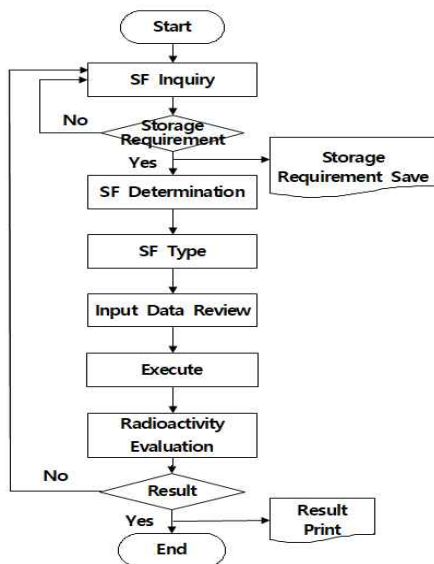 Start
SF Inquiry
No
Storage
Requirement
Yes
Storage
Requirement Save
SF Determination
SF Type
Input Data Review
Execute
Radioactivity
Evaluation
No
Result
Yes
Result
Print
End